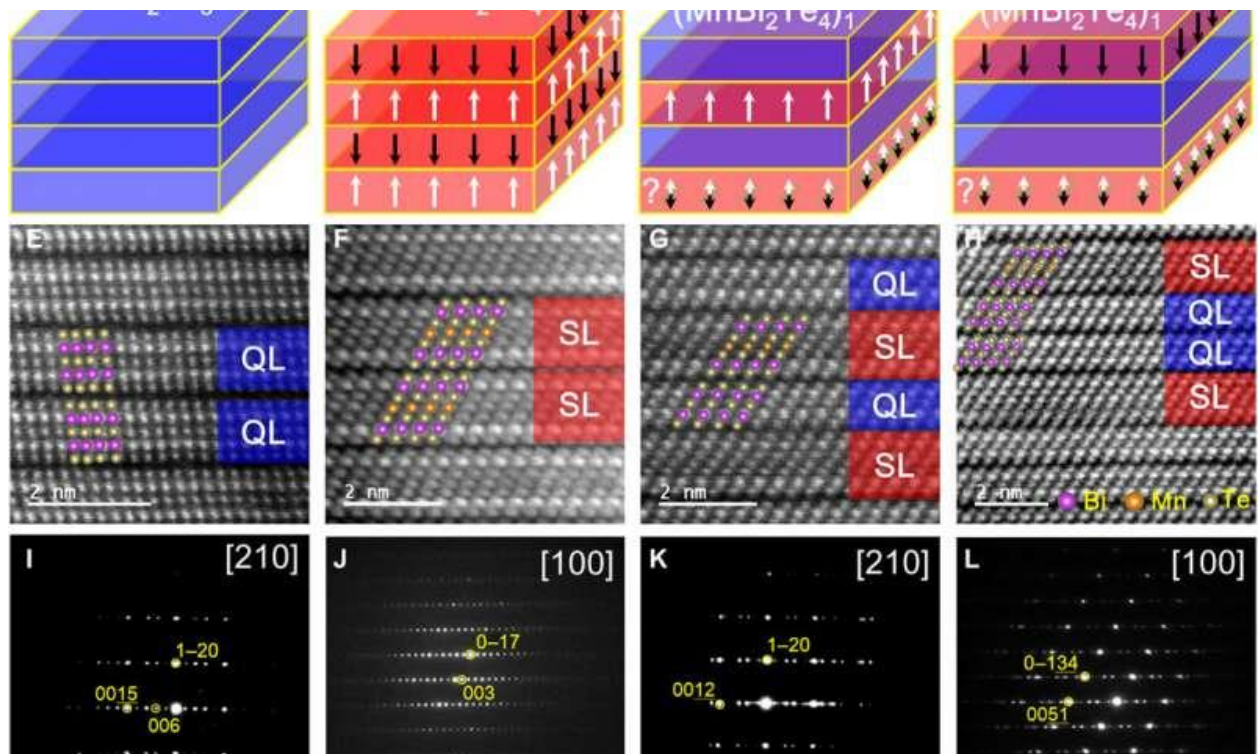 (MnBi2Te4)1 (MnBi2Te4)1
? ?
E F G H
QL SL QL SL
QL SL SL QL
QL QL
SL SL
2 nm 2 nm 2 nm 2 nm
Bi Mn Te
I [210] J [100] K [210] L [100]
1–20 0–17 1–20 0–134
0015 006 003 0012 0051